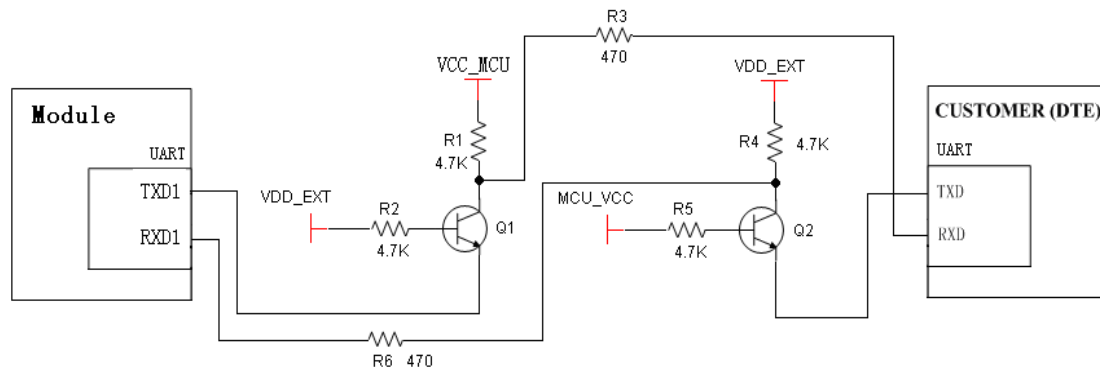 R3
470
VCC_MCU
VDD_EXT
Module
CUSTOMER (DTE)
R1
4.7K
R4
4.7K
UART
UART
TXD1
VDD_EXT
R2
4.7K
Q1
MCU_VCC
R5
4.7K
Q2
TXD
RXD1
RXD
R6 470